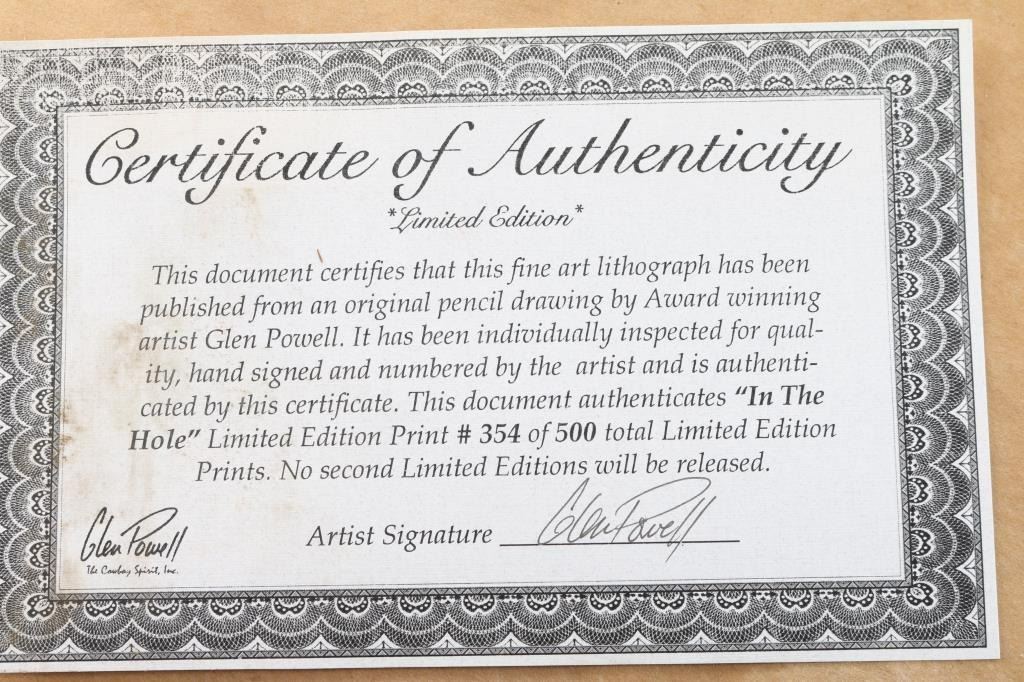 Certificate of Authenticity
*Limited Edition*
This document certifies that this fine art lithograph has been
published from an original pencil drawing by Award winning
artist Glen Powell. It has been individually inspected for qual-
ity, hand signed and numbered by the artist and is authenti-
cated by this certificate. This document authenticates “In The
Hole” Limited Edition Print # 354 of 500 total Limited Edition
Prints. No second Limited Editions will be released.
Glen Powell
The Cowboy Spirit, Inc.
Artist Signature Glen Powell